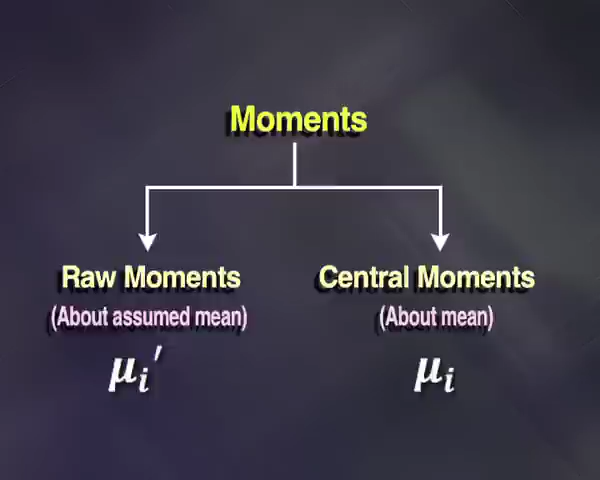 Moments
Raw Moments
(About assumed mean)
μᵢ′
Central Moments
(About mean)
μᵢ